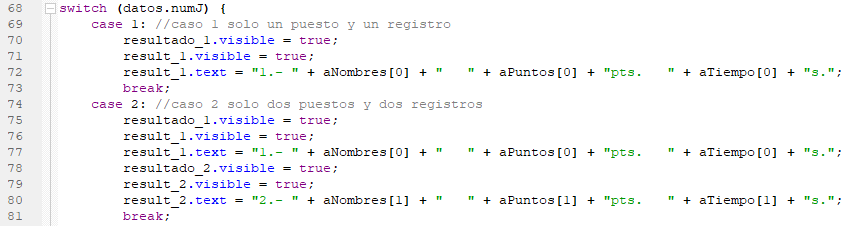 68 switch (datos.numJ) {
69 case 1: //caso 1 solo un puesto y un registro
70 resultado_1.visible = true;
71 result_1.visible = true;
72 result_1.text = "1.- " + aNombres[0] + "   " + aPuntos[0] + "pts.   " + aTiempo[0] + "s.";
73 break;
74 case 2: //caso 2 solo dos puestos y dos registros
75 resultado_1.visible = true;
76 result_1.visible = true;
77 result_1.text = "1.- " + aNombres[0] + "   " + aPuntos[0] + "pts.   " + aTiempo[0] + "s.";
78 resultado_2.visible = true;
79 result_2.visible = true;
80 result_2.text = "2.- " + aNombres[1] + "   " + aPuntos[1] + "pts.   " + aTiempo[1] + "s.";
81 break;